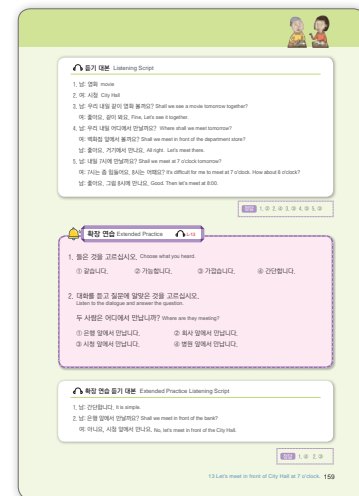 듣기 대본 Listening Script
1. 남: 영화 movie
2. 여: 시청 City Hall
3. 남: 우리 내일 같이 영화 볼까요? Shall we see a movie tomorrow together?
여: 좋아요, 같이 봐요. Fine, Let's see it together.
4. 남: 우리 내일 어디에서 만날까요? Where shall we meet tomorrow?
여: 백화점 앞에서 볼까요? Shall we meet in front of the department store?
남: 좋아요, 거기에서 만나요. All right. Let's meet there.
5. 남: 내일 7시에 만날까요? Shall we meet at 7 o'clock tomorrow?
여: 7시는 좀 힘들어요. 8시는 어때요? It's difficult for me to meet at 7 o'clock. How about 8 o'clock?
남: 좋아요, 그럼 8시에 만나요. Good. Then let's meet at 8:00.
정답 1. 2. 3. 4. 5.
확장 연습 Extended Practice L-13
1. 들은 것을 고르십시오. Choose what you heard.
① 같습니다. ② 가능합니다. ③ 가깝습니다. ④ 간단합니다.
2. 대화를 듣고 질문에 알맞은 것을 고르십시오.
Listen to the dialogue and answer the question.
두 사람은 어디에서 만납니까? Where are they meeting?
① 은행 앞에서 만납니다. ② 회사 앞에서 만납니다.
③ 시청 앞에서 만납니다. ④ 병원 앞에서 만납니다.
확장 연습 듣기 대본 Extended Practice Listening Script
1. 남: 간단합니다. It is simple.
2. 남: 은행 앞에서 만날까요? Shall we meet in front of the bank?
여: 아니요, 시청 앞에서 만나요. No, let's meet in front of the City Hall.
정답 1. ④ 2. ③
13 Let's meet in front of City Hall at 7 o'clock. 159